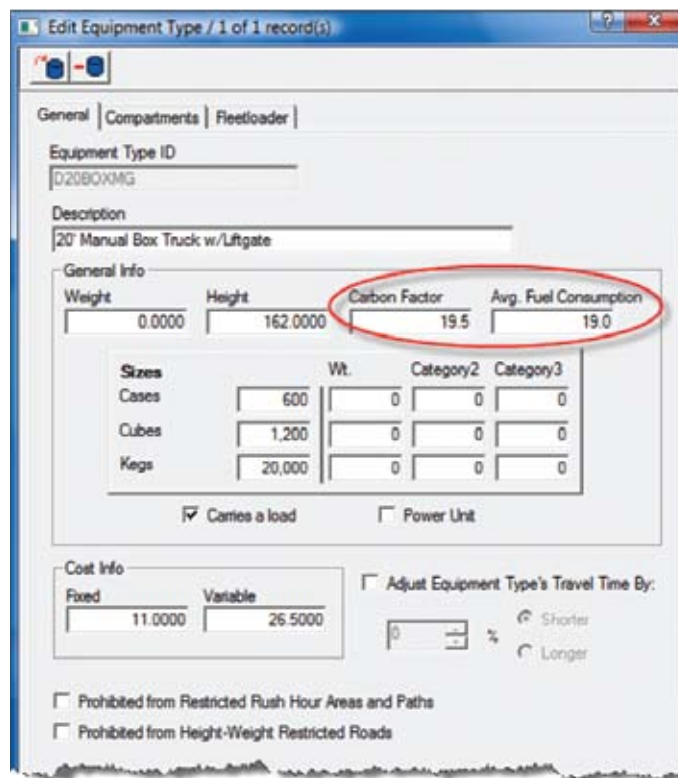 Edit Equipment Type / 1 of 1 record(s)
General Compartments Fleetloader
Equipment Type ID
D20BOXMG
Description
20' Manual Box Truck w/Liftgate
General Info
Weight Height Carbon Factor Avg. Fuel Consumption
0.0000 162.0000 19.5 19.0
Sizes Wt. Category2 Category3
Cases 600 0 0 0
Cubes 1,200 0 0 0
Kegs 20,000 0 0 0
Carries a load Power Unit
Cost Info
Adjust Equipment Type's Travel Time By:
Fixed Variable
11.0000 26.5000
0 % Shorter
Longer
Prohibited from Restricted Rush Hour Areas and Paths
Prohibited from Height-Weight Restricted Roads